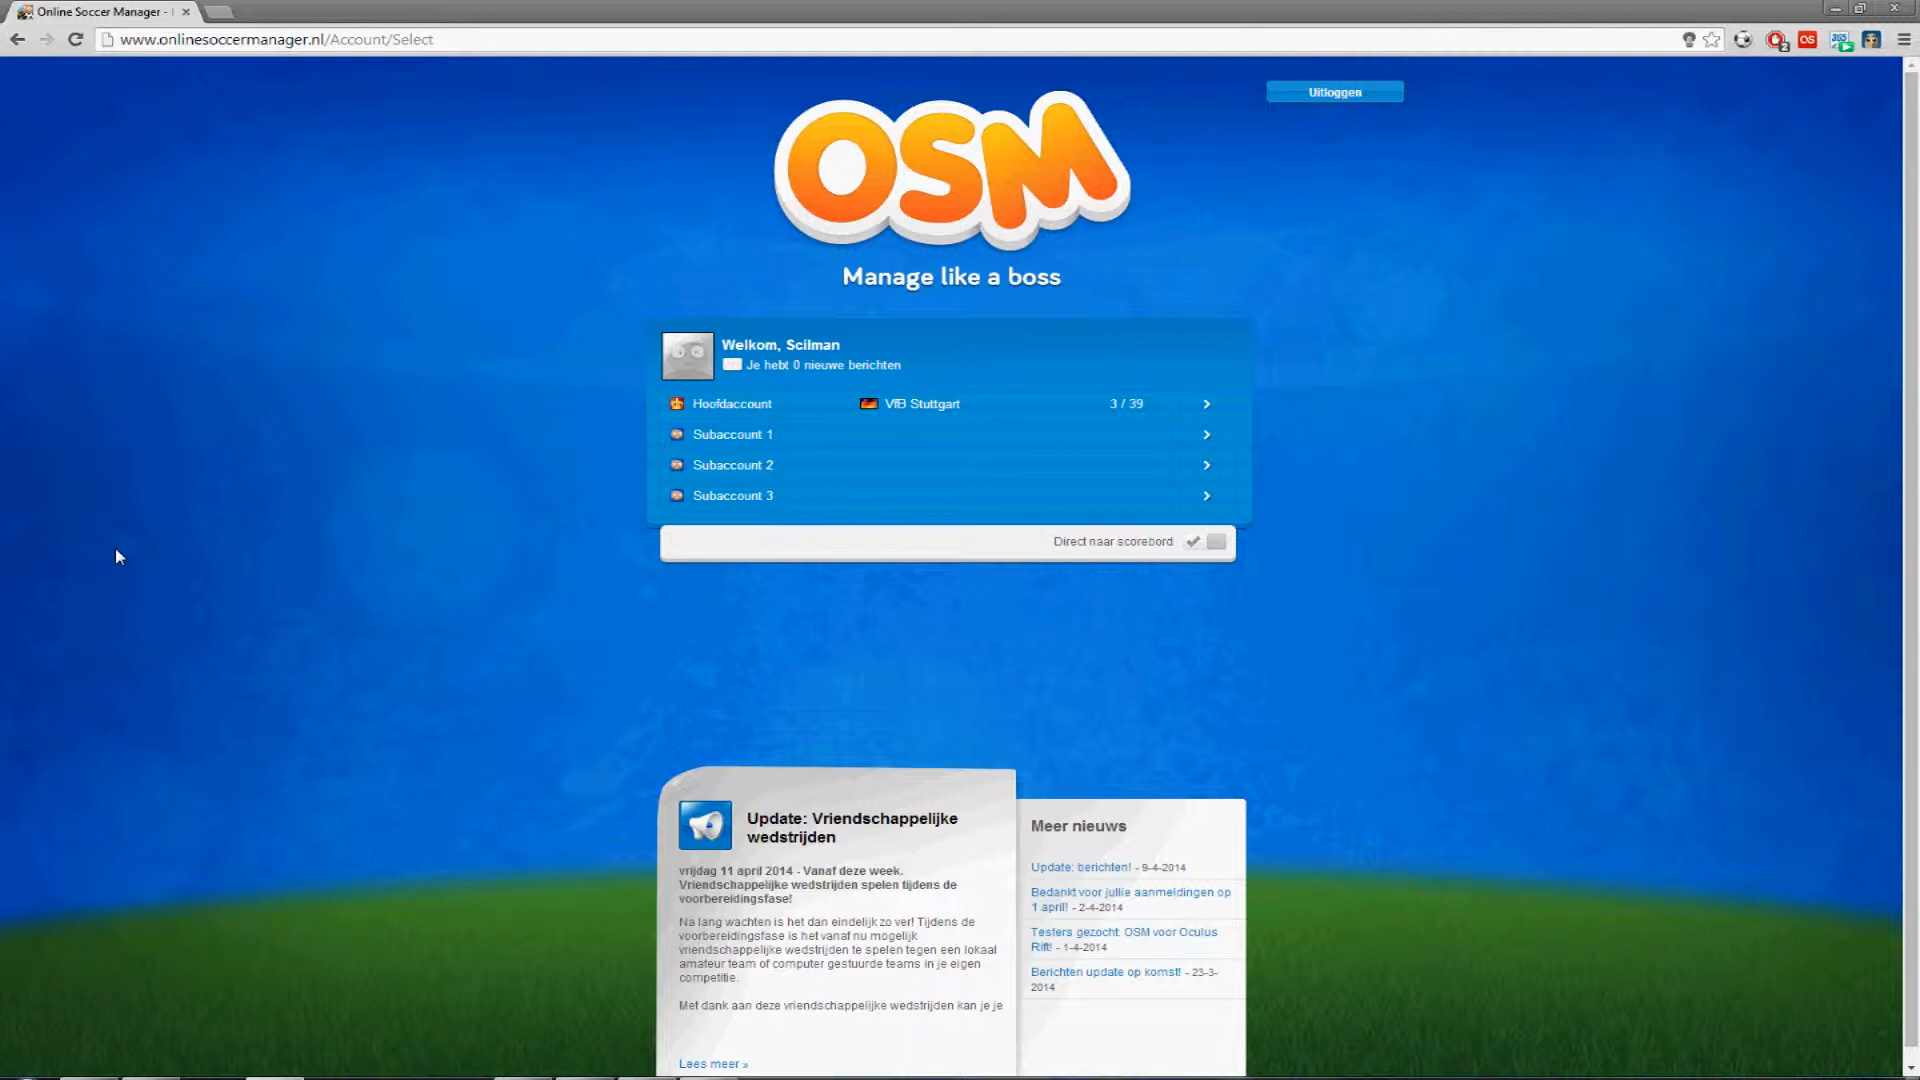 Online Soccer Manager -
www.onlinesoccermanager.nl/Account/Select
Uitloggen
OSM
Manage like a boss
Welkom, Scilman
Je hebt 0 nieuwe berichten
Hoofdaccount VfB Stuttgart 3 / 39
Subaccount 1
Subaccount 2
Subaccount 3
Direct naar scorebord
Update: Vriendschappelijke
wedstrijden
vrijdag 11 april 2014 - Vanaf deze week.
Vriendschappelijke wedstrijden spelen tijdens de
voorbereidingsfase!
Na lang wachten is het dan eindelijk zo ver! Tijdens de
voorbereidingsfase is het vanaf nu mogelijk
vriendschappelijke wedstrijden te spelen tegen een lokaal
amateur team of computer gestuurde teams in je eigen
competitie.
Met dank aan deze vriendschappelijke wedstrijden kan je je
Lees meer »
Meer nieuws
Update: berichten! - 9-4-2014
Bedankt voor jullie aanmeldingen op
1 april! - 2-4-2014
Testers gezocht: OSM voor Oculus
Rift! - 1-4-2014
Berichten update op komst! - 23-3-
2014